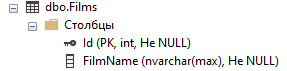 dbo.Films
Столбцы
Id (PK, int, Не NULL)
FilmName (nvarchar(max), Не NULL)